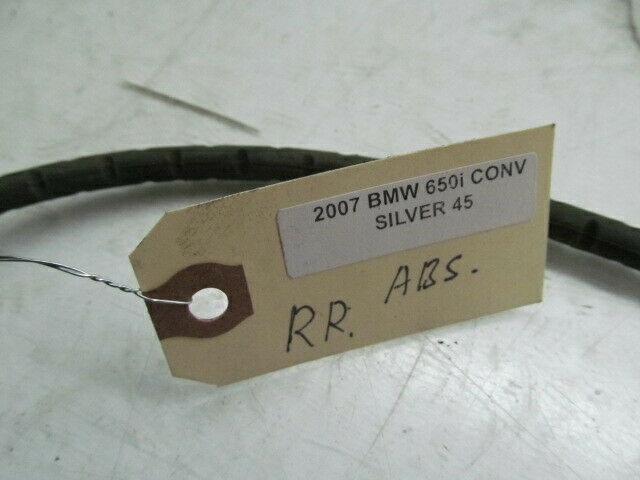 2007 BMW 650i CONV
SILVER 45
RR. ABS.